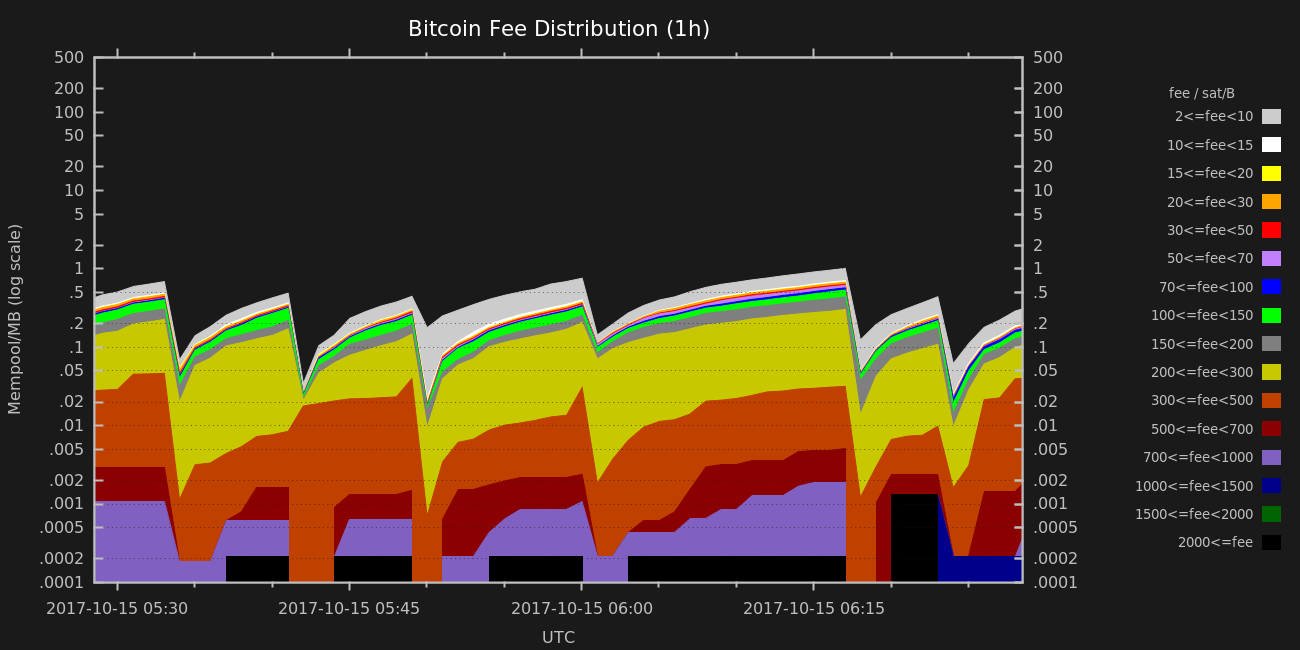 Bitcoin Fee Distribution (1h)
Mempool/MB (log scale)
500
200
100
50
20
10
5
2
1
.5
.2
.1
.05
.02
.01
.005
.002
.001
.0005
.0002
.0001
500
200
100
50
20
10
5
2
1
.5
.2
.1
.05
.02
.01
.005
.002
.001
.0005
.0002
.0001
2017-10-15 05:30
2017-10-15 05:45
2017-10-15 06:00
2017-10-15 06:15
UTC
fee / sat/B
2<=fee<10
10<=fee<15
15<=fee<20
20<=fee<30
30<=fee<50
50<=fee<70
70<=fee<100
100<=fee<150
150<=fee<200
200<=fee<300
300<=fee<500
500<=fee<700
700<=fee<1000
1000<=fee<1500
1500<=fee<2000
2000<=fee